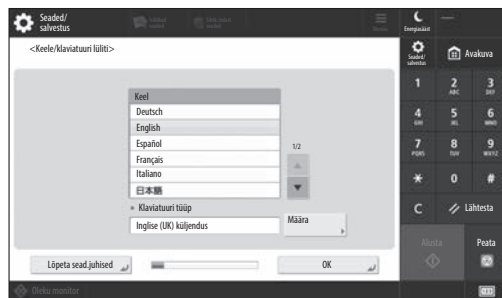 Seaded/
salvestus
Energiasääst
<Keele/klaviatuuri lüliti>
Seaded/
salvestus
Avakuva
Keel
Deutsch
English
Español
Français
Italiano
日本語
1/2
Klaviatuuri tüüp
Inglise (UK) küljendus
Määra
Lõpeta sead.juhised
OK
1
2
ABC
3
DEF
4
GHI
5
JKL
6
MNO
7
PQRS
8
TUV
9
WXYZ
0
#
C
Lähtesta
Alusta
Peata
Oleku monitor